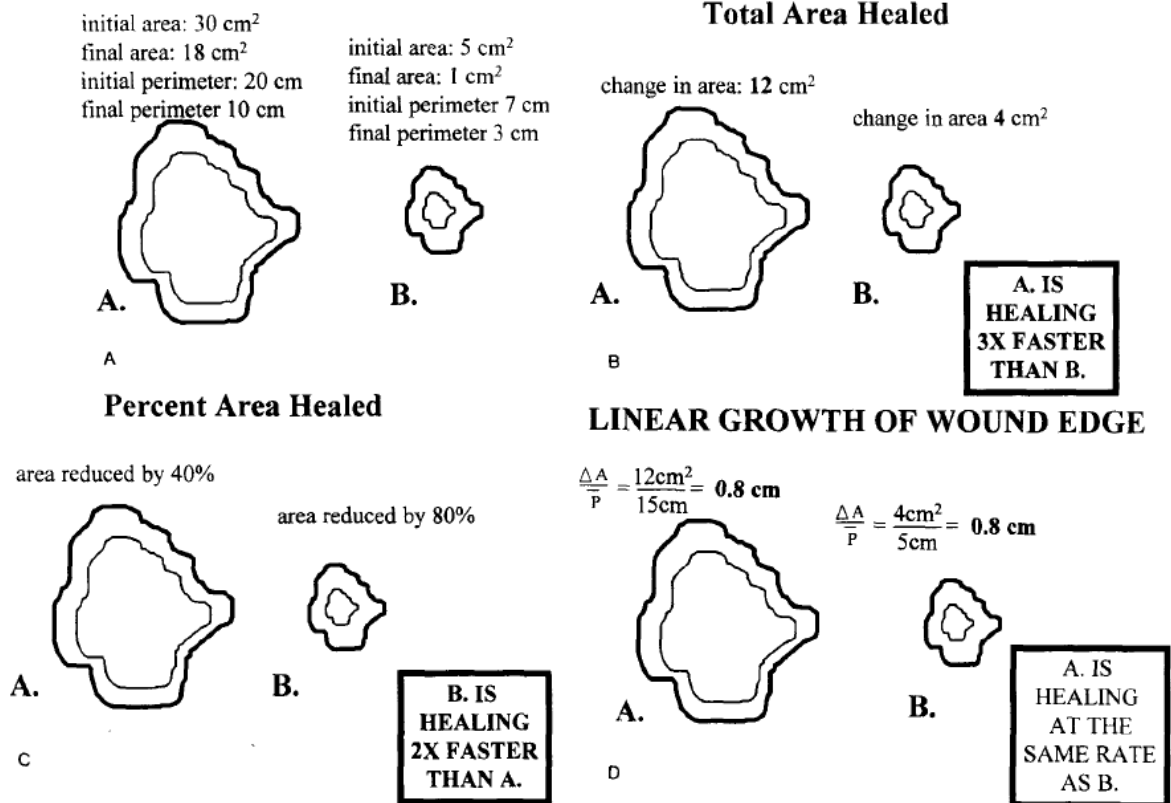 initial area: 30 cm²
final area: 18 cm²
initial perimeter: 20 cm
final perimeter 10 cm
initial area: 5 cm²
final area: 1 cm²
initial perimeter 7 cm
final perimeter 3 cm
A.
B.
A
Total Area Healed
change in area: 12 cm²
change in area 4 cm²
A.
B.
A. IS
HEALING
3X FASTER
THAN B.
B
Percent Area Healed
area reduced by 40%
area reduced by 80%
A.
B.
B. IS
HEALING
2X FASTER
THAN A.
C
LINEAR GROWTH OF WOUND EDGE
ΔA/P̄ = 12cm²/15cm = 0.8 cm
ΔA/P̄ = 4cm²/5cm = 0.8 cm
A.
B.
A. IS
HEALING
AT THE
SAME RATE
AS B.
D